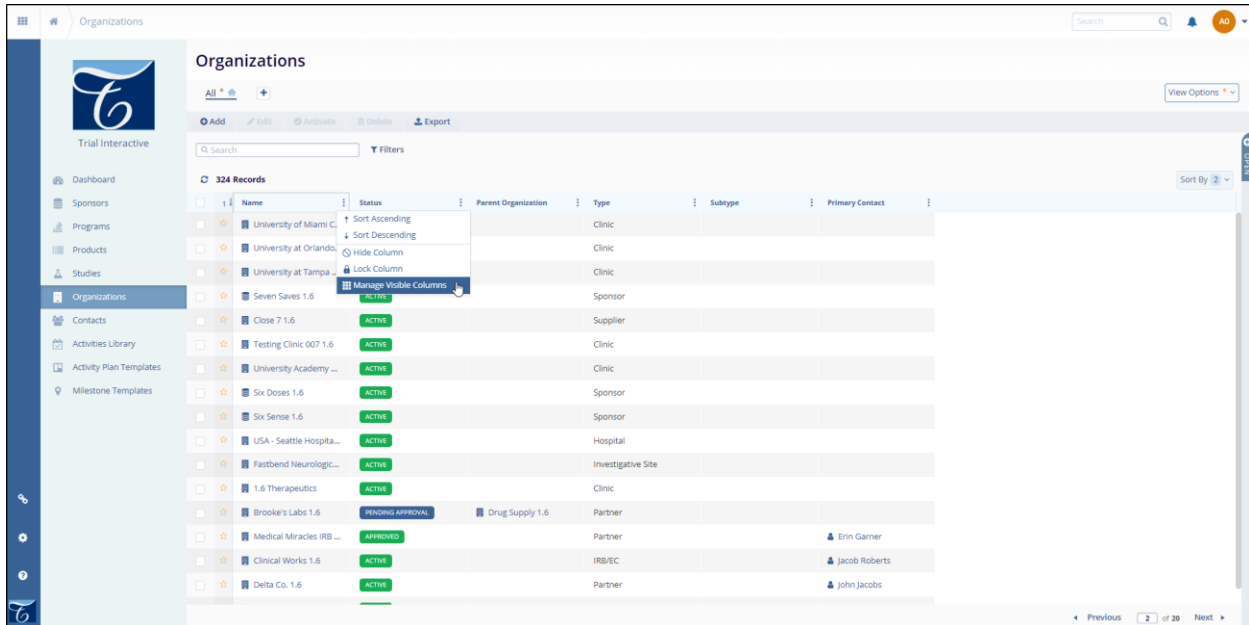 Organizations
Search
AO
Trial Interactive
Dashboard
Sponsors
Programs
Products
Studies
Organizations
Contacts
Activities Library
Activity Plan Templates
Milestone Templates
Organizations
All *
View Options *
Add Edit Activate Delete Export
Search Filters
324 Records
Sort By 2
OPEN
1 Name Status Parent Organization Type Subtype Primary Contact
Sort Ascending
Sort Descending
Hide Column
Lock Column
Manage Visible Columns
University of Miami C. Clinic
University at Orlando. Clinic
University at Tampa ... Clinic
Seven Saves 1.6 ACTIVE Sponsor
Close 7 1.6 ACTIVE Supplier
Testing Clinic 007 1.6 ACTIVE Clinic
University Academy ... ACTIVE Clinic
Six Doses 1.6 ACTIVE Sponsor
Six Sense 1.6 ACTIVE Sponsor
USA - Seattle Hospita... ACTIVE Hospital
Fastbend Neurologic... ACTIVE Investigative Site
1.6 Therapeutics ACTIVE Clinic
Brooke's Labs 1.6 PENDING APPROVAL Drug Supply 1.6 Partner
Medical Miracles IRB ... APPROVED Partner Erin Garner
Clinical Works 1.6 ACTIVE IRB/EC Jacob Roberts
Delta Co. 1.6 ACTIVE Partner John Jacobs
Previous 2 of 20 Next